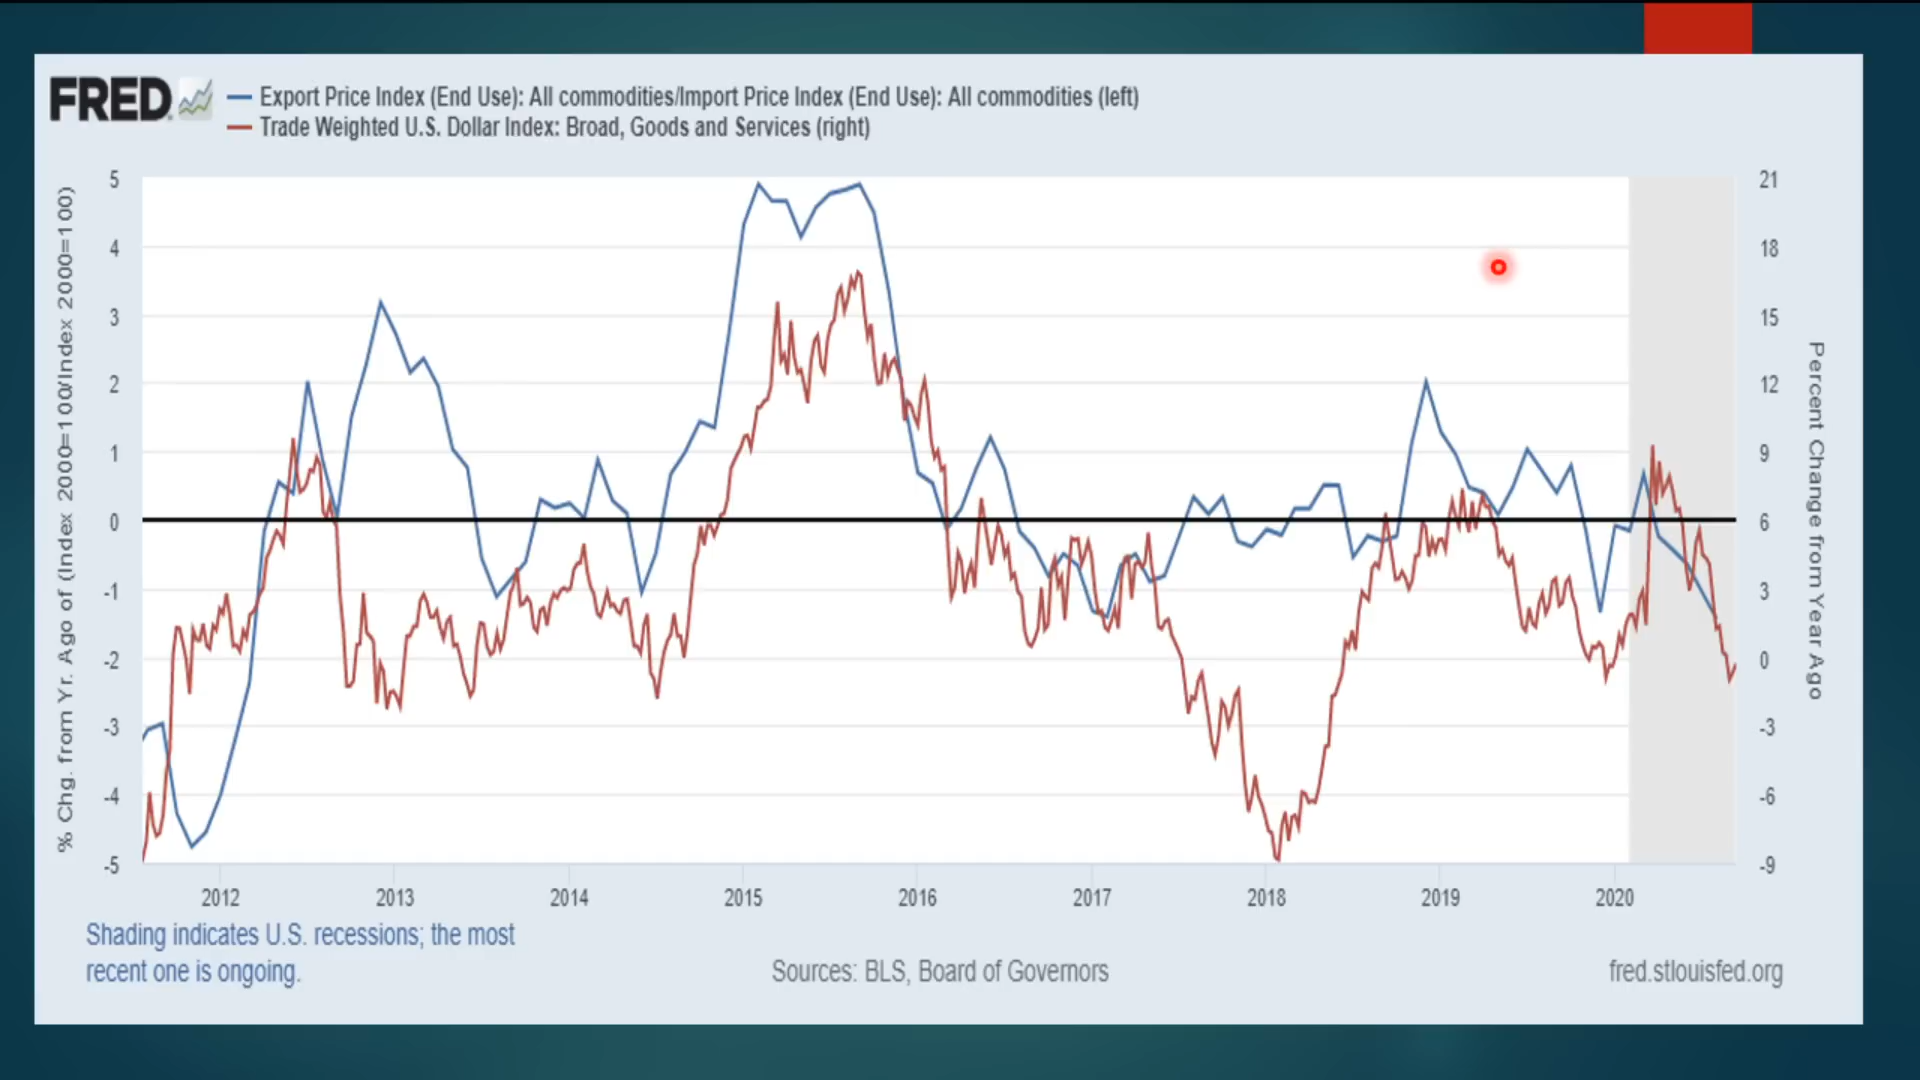 FRED
Export Price Index (End Use): All commodities/Import Price Index (End Use): All commodities (left)
Trade Weighted U.S. Dollar Index: Broad, Goods and Services (right)
% Chg. from Yr. Ago of (Index 2000=100/Index 2000=100)
5
4
3
2
1
0
-1
-2
-3
-4
-5
21
18
15
12
9
6
3
0
-3
-6
-9
Percent Change from Year Ago
2012 2013 2014 2015 2016 2017 2018 2019 2020
Shading indicates U.S. recessions; the most
recent one is ongoing.
Sources: BLS, Board of Governors
fred.stlouisfed.org